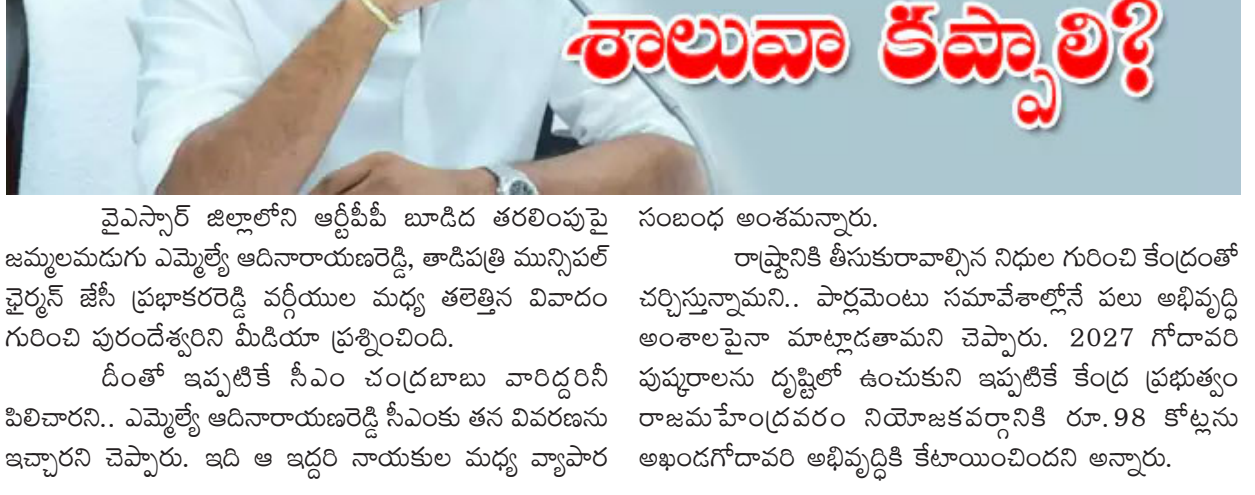 శాలువా కప్పాలి?
వైఎస్సార్ జిల్లాలోని ఆర్టీపీపీ బూడిద తరలింపుపై
జమ్మలమడుగు ఎమ్మెల్యే ఆదినారాయణరెడ్డి, తాడిపత్రి మున్సిపల్
ఛైర్మన్ జేసీ ప్రభాకరరెడ్డి వర్గీయుల మధ్య తలెత్తిన వివాదం
గురించి పురందేశ్వరిని మీడియా ప్రశ్నించింది.
దీంతో ఇప్పటికే సీఎం చంద్రబాబు వారిద్దరినీ
పిలిచారని.. ఎమ్మెల్యే ఆదినారాయణరెడ్డి సీఎంకు తన వివరణను
ఇచ్చారని చెప్పారు. ఇది ఆ ఇద్దరి నాయకుల మధ్య వ్యాపార
సంబంధ అంశమన్నారు.
రాష్ట్రానికి తీసుకురావాల్సిన నిధుల గురించి కేంద్రంతో
చర్చిస్తున్నామని.. పార్లమెంటు సమావేశాల్లోనే పలు అభివృద్ధి
అంశాలపైనా మాట్లాడతామని చెప్పారు. 2027 గోదావరి
పుష్కరాలను దృష్టిలో ఉంచుకుని ఇప్పటికే కేంద్ర ప్రభుత్వం
రాజమహేంద్రవరం నియోజకవర్గానికి రూ.98 కోట్లను
అఖండగోదావరి అభివృద్ధికి కేటాయించిందని అన్నారు.